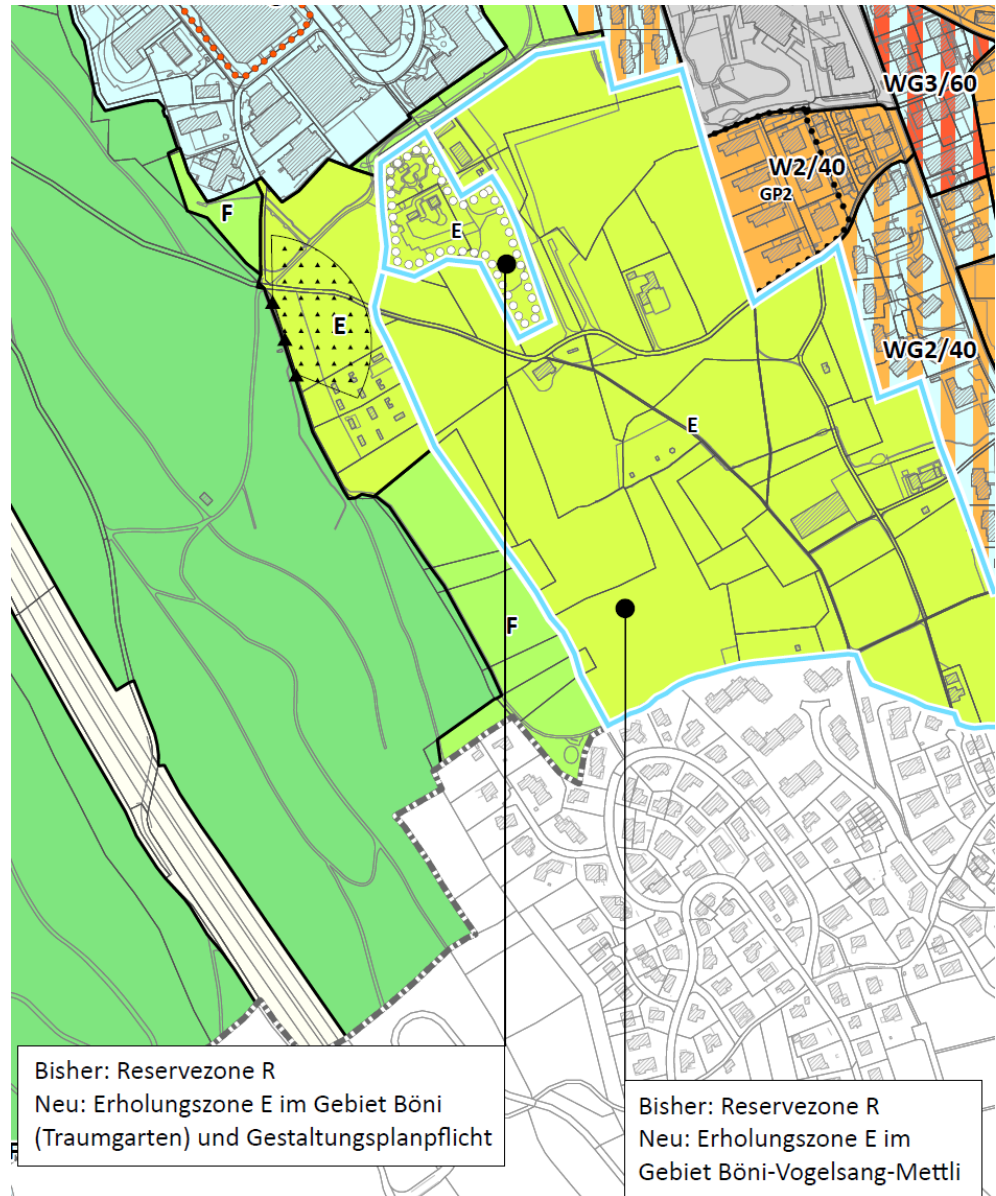 WG3/60
W2/40
GP2
F
E
E
E
WG2/40
F
Bisher: Reservezone R
Neu: Erholungszone E im Gebiet Böni
(Traumgarten) und Gestaltungsplanpflicht
Bisher: Reservezone R
Neu: Erholungszone E im
Gebiet Böni-Vogelsang-Mettli